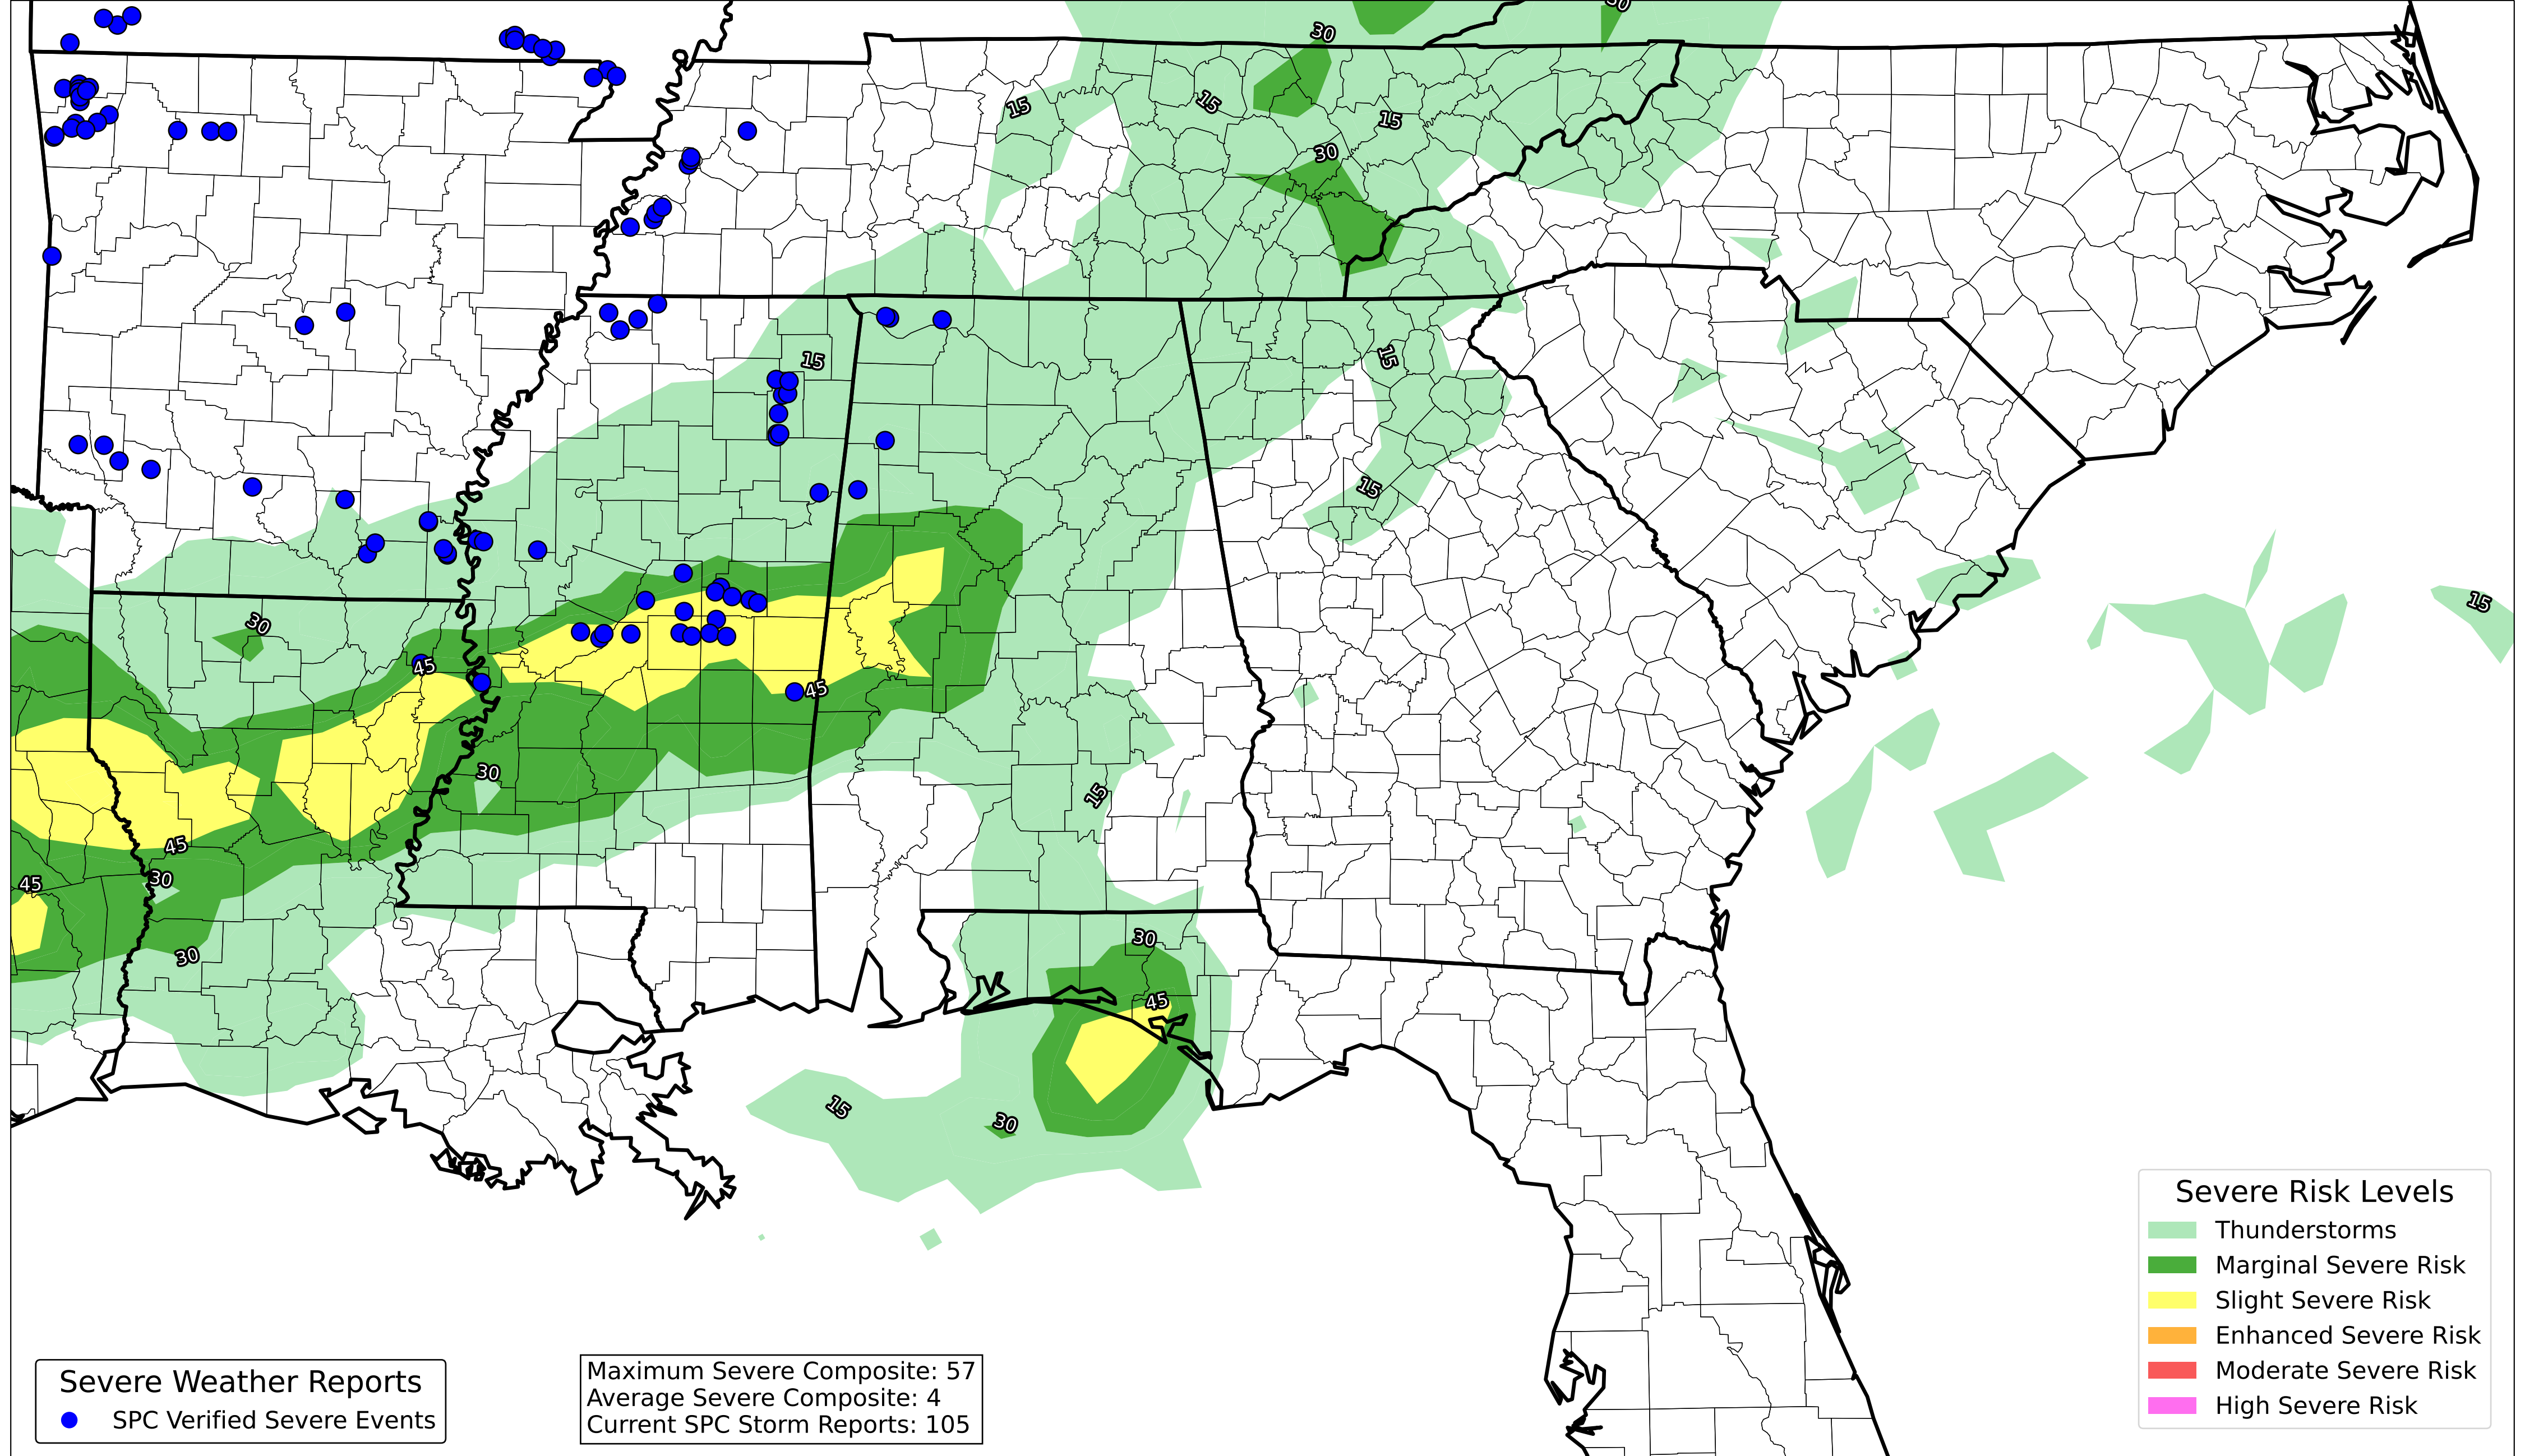 30
30
15
15
15
30
15
15
15
30
15
45
45
30
15
45
45
30
30
30
45
15
30
Severe Risk Levels
Thunderstorms
Marginal Severe Risk
Slight Severe Risk
Enhanced Severe Risk
Moderate Severe Risk
High Severe Risk
Severe Weather Reports
SPC Verified Severe Events
Maximum Severe Composite: 57
Average Severe Composite: 4
Current SPC Storm Reports: 105